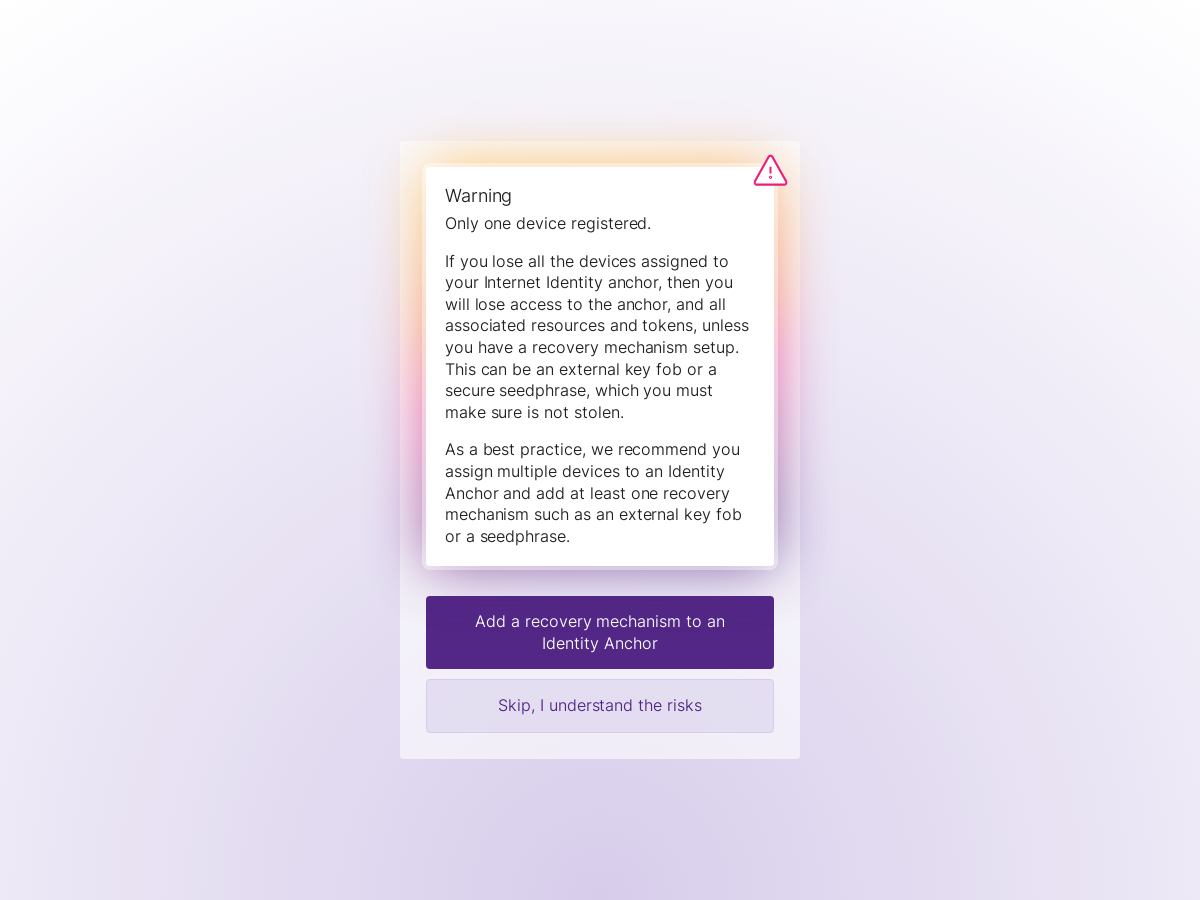 Warning
Only one device registered.
If you lose all the devices assigned to
your Internet Identity anchor, then you
will lose access to the anchor, and all
associated resources and tokens, unless
you have a recovery mechanism setup.
This can be an external key fob or a
secure seedphrase, which you must
make sure is not stolen.
As a best practice, we recommend you
assign multiple devices to an Identity
Anchor and add at least one recovery
mechanism such as an external key fob
or a seedphrase.
Add a recovery mechanism to an
Identity Anchor
Skip, I understand the risks